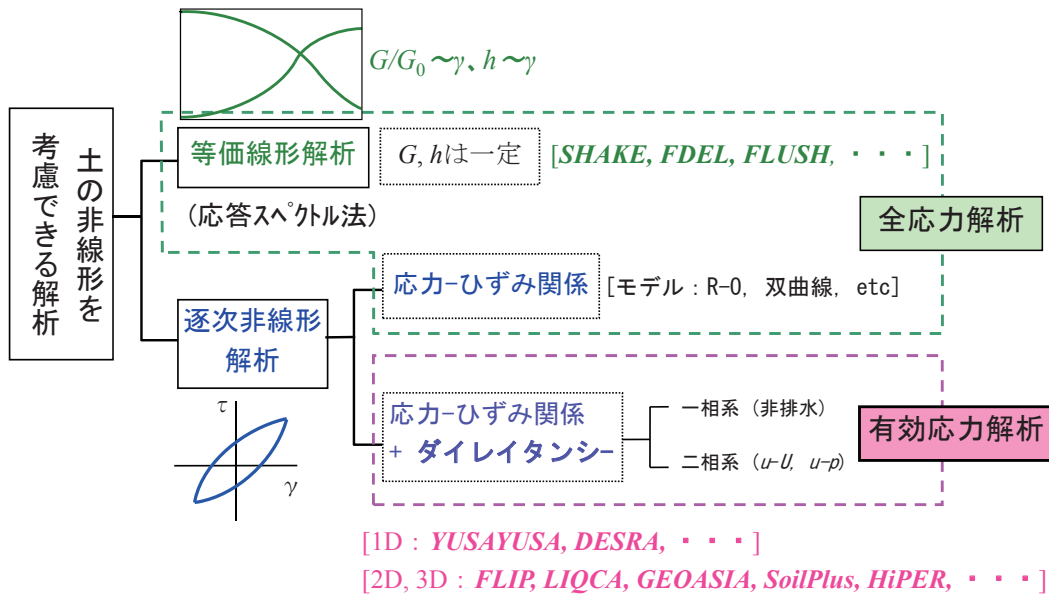 G/G₀～γ、h～γ
土の非線形を
考慮できる解析
等価線形解析
G, hは一定
[SHAKE, FDEL, FLUSH, ・・・]
(応答スペクトル法)
全応力解析
応力-ひずみ関係
[モデル：R-O, 双曲線, etc]
逐次非線形
解析
応力-ひずみ関係
+ ダイレイタンシー
一相系（非排水）
二相系（u-U, u-p）
有効応力解析
τ
γ
[1D : YUSAYUSA, DESRA, ・・・]
[2D, 3D : FLIP, LIQCA, GEOASIA, SoilPlus, HiPER, ・・・]